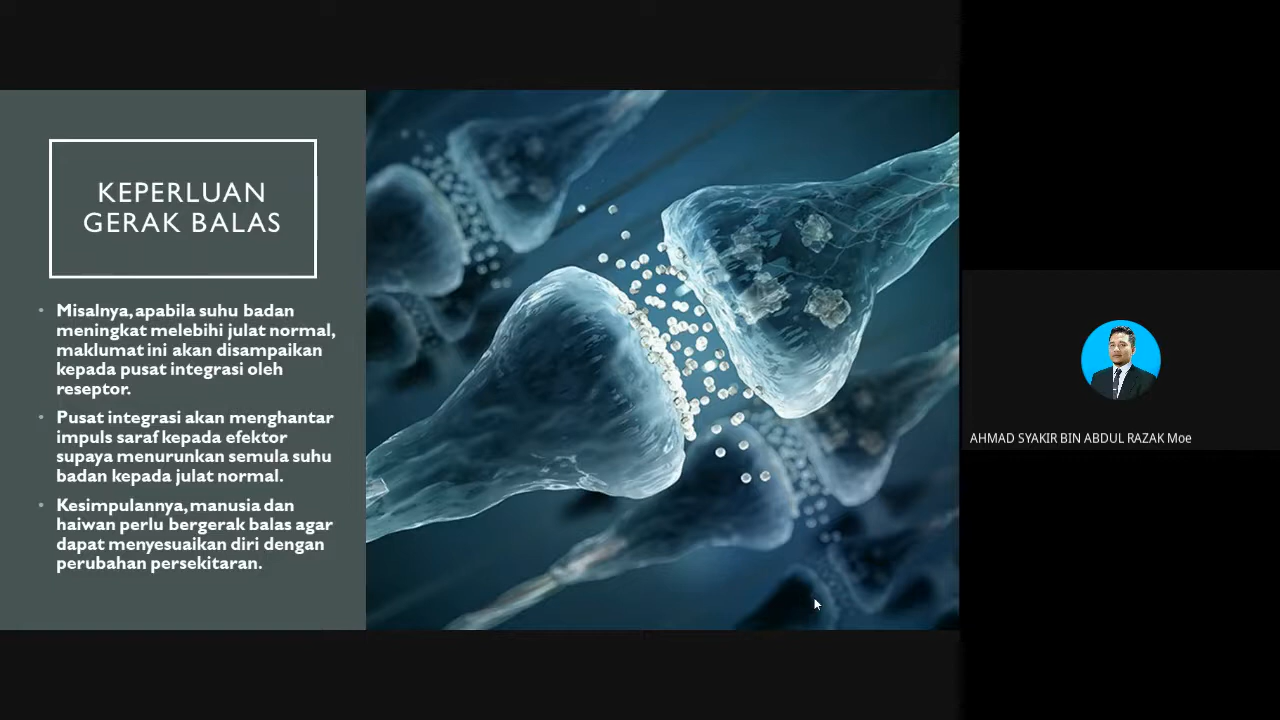 KEPERLUAN
GERAK BALAS
• Misalnya, apabila suhu badan
meningkat melebihi julat normal,
maklumat ini akan disampaikan
kepada pusat integrasi oleh
reseptor.
• Pusat integrasi akan menghantar
impuls saraf kepada efektor
supaya menurunkan semula suhu
badan kepada julat normal.
• Kesimpulannya, manusia dan
haiwan perlu bergerak balas agar
dapat menyesuaikan diri dengan
perubahan persekitaran.
AHMAD SYAKIR BIN ABDUL RAZAK Moe